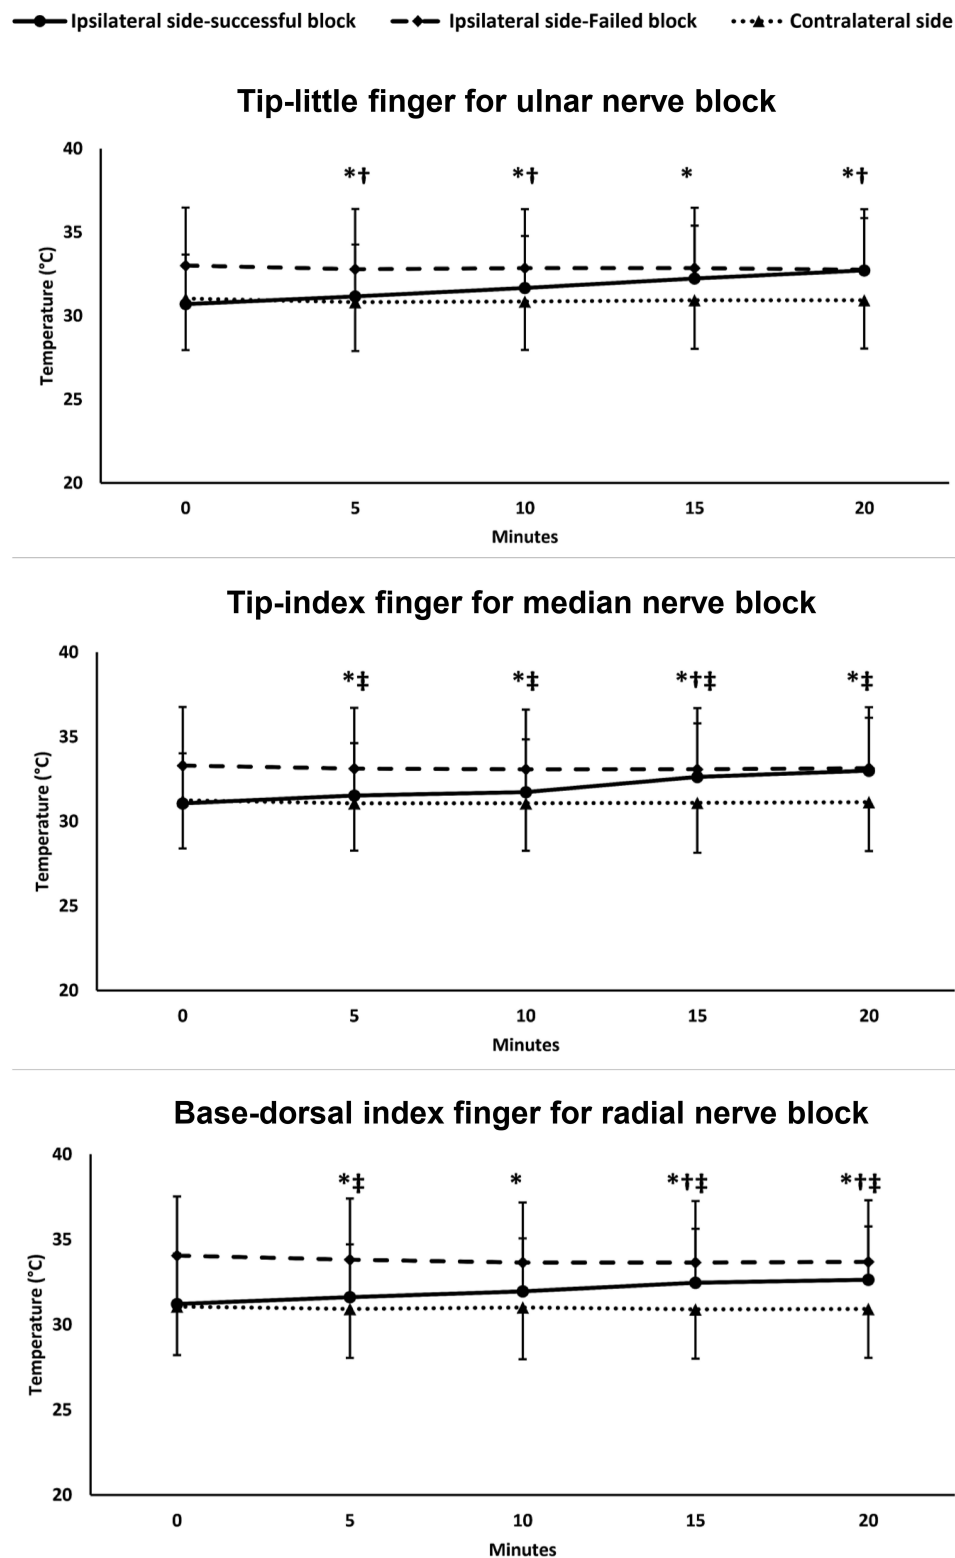 Ipsilateral side-successful block Ipsilateral side-Failed block Contralateral side
Tip-little finger for ulnar nerve block
40
*† *† * *†
35
Temperature (°C)
30
25
20
0 5 10 15 20
Minutes
Tip-index finger for median nerve block
40
*‡ *‡ *†‡ *‡
35
Temperature (°C)
30
25
20
0 5 10 15 20
Minutes
Base-dorsal index finger for radial nerve block
40
*‡ * *†‡ *†‡
35
Temperature (°C)
30
25
20
0 5 10 15 20
Minutes